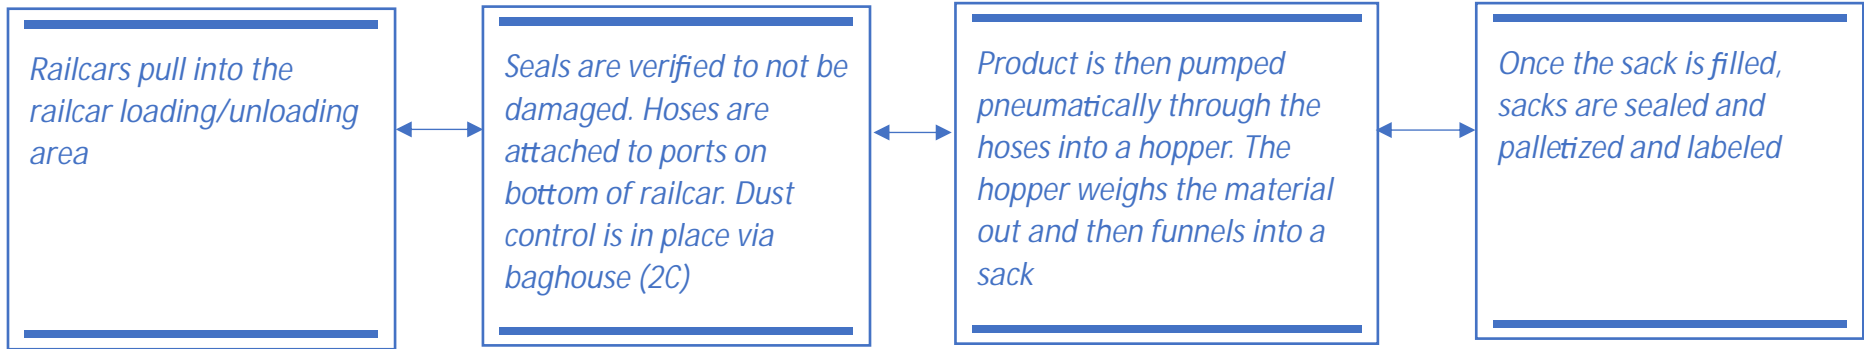 Railcars pull into the
railcar loading/unloading
area
Seals are verified to not be
damaged. Hoses are
attached to ports on
bottom of railcar. Dust
control is in place via
baghouse (2C)
Product is then pumped
pneumatically through the
hoses into a hopper. The
hopper weighs the material
out and then funnels into a
sack
Once the sack is filled,
sacks are sealed and
palletized and labeled